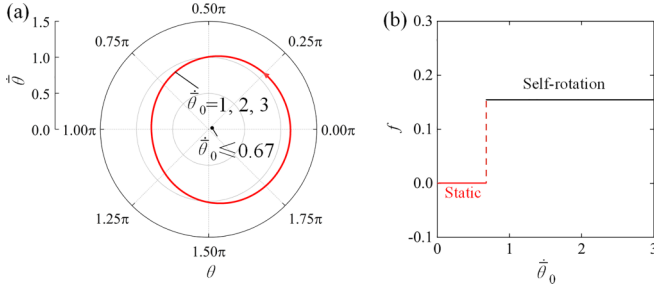 (a)
0.50π
0.75π
0.25π
1.00π
0.00π
1.25π
1.75π
1.50π
1.5
1.0
0.5
0.0
θ̄̇
θ̄̇₀=1, 2, 3
θ̄̇₀≤0.67
θ
(b)
0.3
0.2
0.1
0.0
-0.1
f
Self-rotation
Static
0 1 2 3
θ̄̇₀